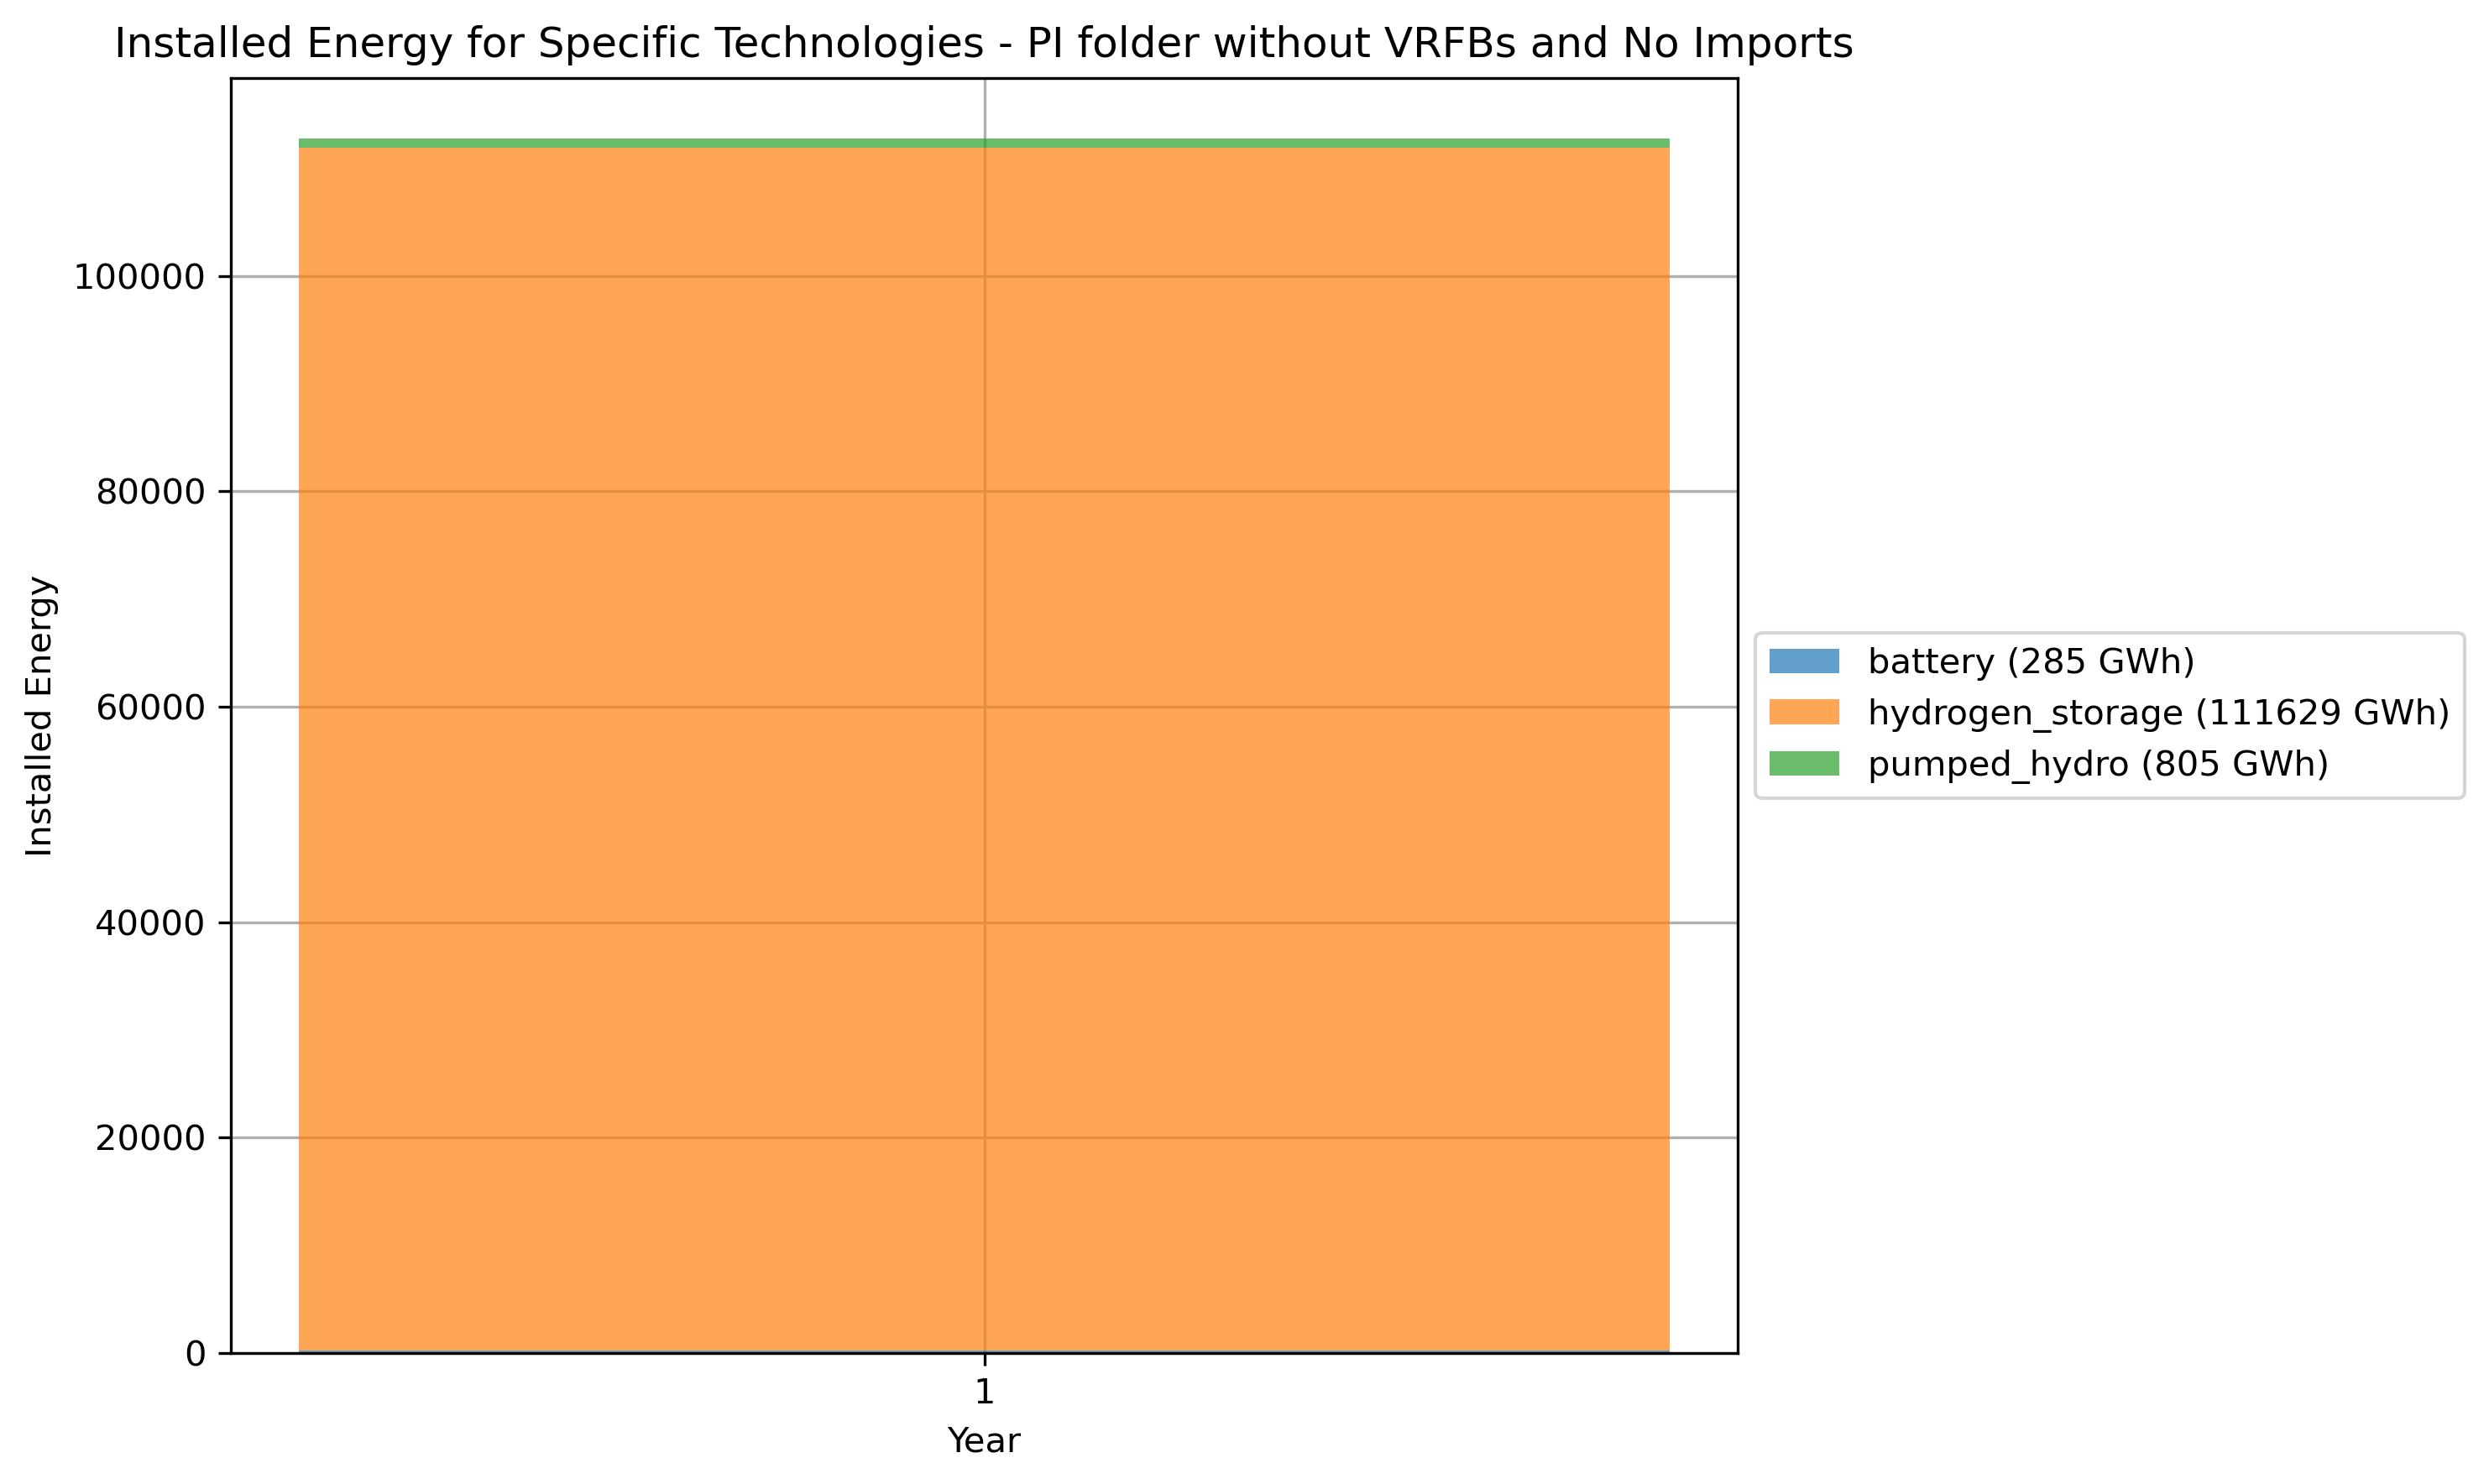 Installed Energy for Specific Technologies - PI folder without VRFBs and No Imports
100000
80000
60000
40000
20000
0
Installed Energy
1
Year
battery (285 GWh)
hydrogen_storage (111629 GWh)
pumped_hydro (805 GWh)